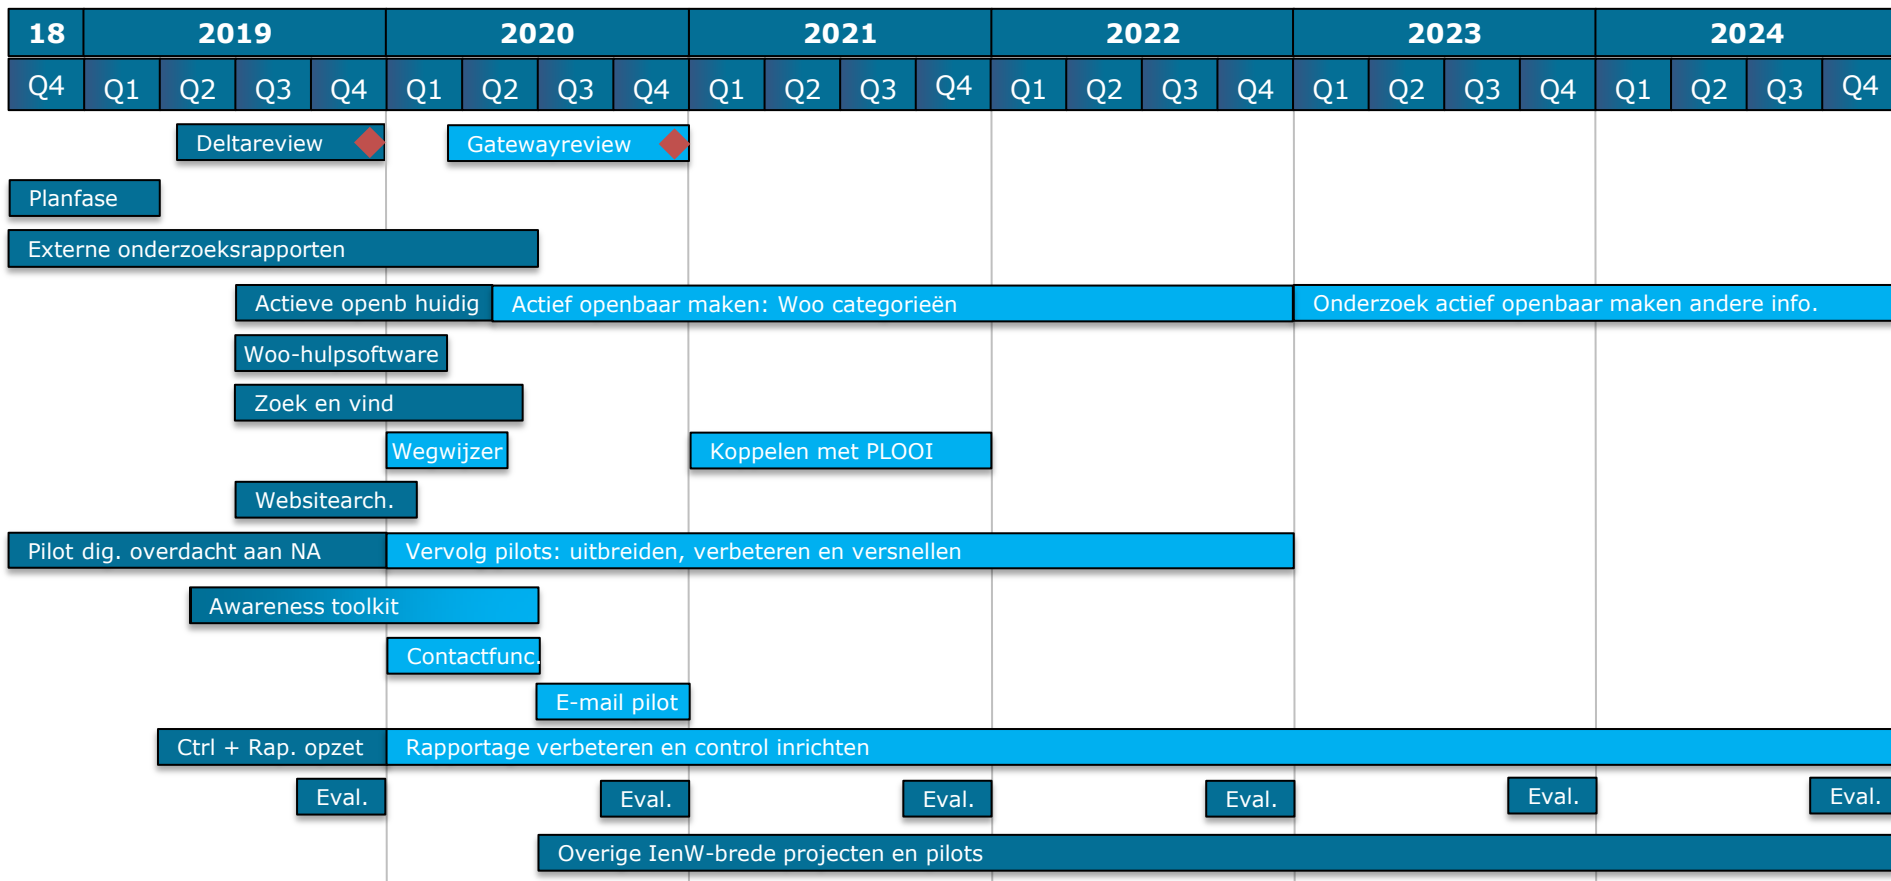 18 2019 2020 2021 2022 2023 2024
Q4 Q1 Q2 Q3 Q4 Q1 Q2 Q3 Q4 Q1 Q2 Q3 Q4 Q1 Q2 Q3 Q4 Q1 Q2 Q3 Q4 Q1 Q2 Q3 Q4
Deltareview Gatewayreview
Planfase
Externe onderzoeksrapporten
Actieve openb huidig Actief openbaar maken: Woo categorieën Onderzoek actief openbaar maken andere info.
Woo-hulpsoftware
Zoek en vind
Wegwijzer Koppelen met PLOOI
Websitearch.
Pilot dig. overdacht aan NA Vervolg pilots: uitbreiden, verbeteren en versnellen
Awareness toolkit
Contactfunc.
E-mail pilot
Ctrl + Rap. opzet Rapportage verbeteren en control inrichten
Eval. Eval. Eval. Eval. Eval. Eval.
Overige IenW-brede projecten en pilots